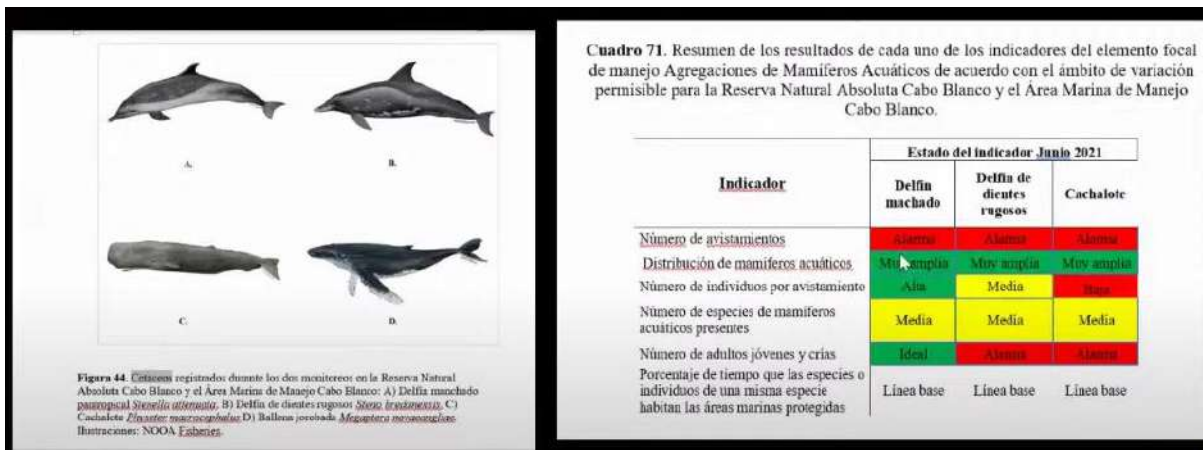 A.
B.
C.
D.
Figura 44. Cetaceos registrados durante los dos monitereos en la Reserva Natural
Absoluta Cabo Blanco y el Área Marina de Manejo Cabo Blanco: A) Delfín manchado
pantropical Stenella attenuata, B) Delfín de dientes rugosos Steno bredanensis, C)
Cachalote Physeter macrocephalus D) Ballena jorobada Megaptera novaeangliae.
Ilustraciones: NOOA Fisheries.
Cuadro 71. Resumen de los resultados de cada uno de los indicadores del elemento focal
de manejo Agregaciones de Mamíferos Acuáticos de acuerdo con el ámbito de variación
permisible para la Reserva Natural Absoluta Cabo Blanco y el Área Marina de Manejo
Cabo Blanco.
Estado del indicador Junio 2021
Indicador
Delfín machado
Delfín de dientes rugosos
Cachalote
Número de avistamientos Alarma Alarma Alarma
Distribución de mamíferos acuáticos Muy amplia Muy amplia Muy amplia
Número de individuos por avistamiento Alta Media Baja
Número de especies de mamíferos
acuáticos presentes Media Media Media
Número de adultos jóvenes y crías Ideal Alarma Alarma
Porcentaje de tiempo que las especies o
individuos de una misma especie Línea base Línea base Línea base
habitan las áreas marinas protegidas